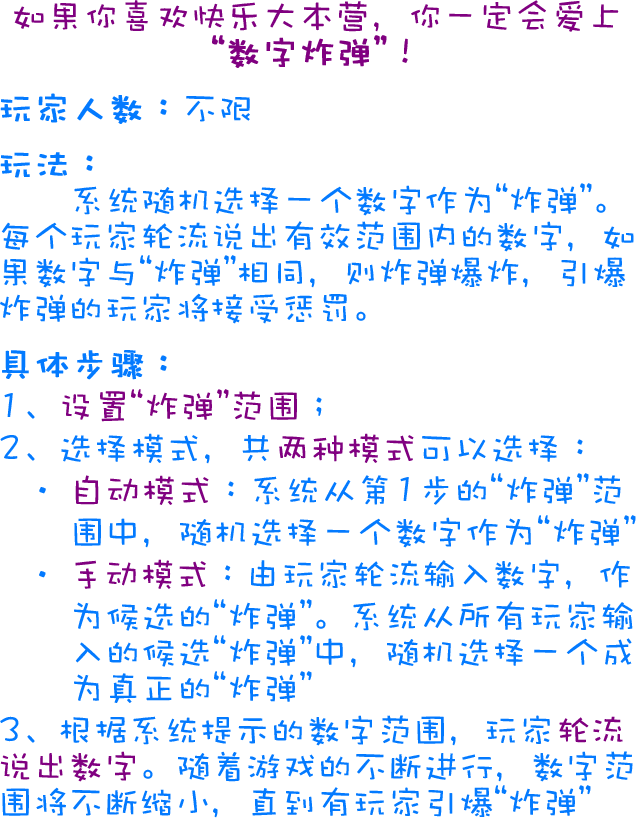 如果你喜欢快乐大本营，你一定会爱上
“数字炸弹”！
玩家人数：不限
玩法：
系统随机选择一个数字作为“炸弹”。
每个玩家轮流说出有效范围内的数字，如
果数字与“炸弹”相同，则炸弹爆炸，引爆
炸弹的玩家将接受惩罚。
具体步骤：
1、设置“炸弹”范围；
2、选择模式，共两种模式可以选择：
· 自动模式：系统从第1步的“炸弹”范
围中，随机选择一个数字作为“炸弹”
· 手动模式：由玩家轮流输入数字，作
为候选的“炸弹”。系统从所有玩家输
入的候选“炸弹”中，随机选择一个成
为真正的“炸弹”
3、根据系统提示的数字范围，玩家轮流
说出数字。随着游戏的不断进行，数字范
围将不断缩小，直到有玩家引爆“炸弹”